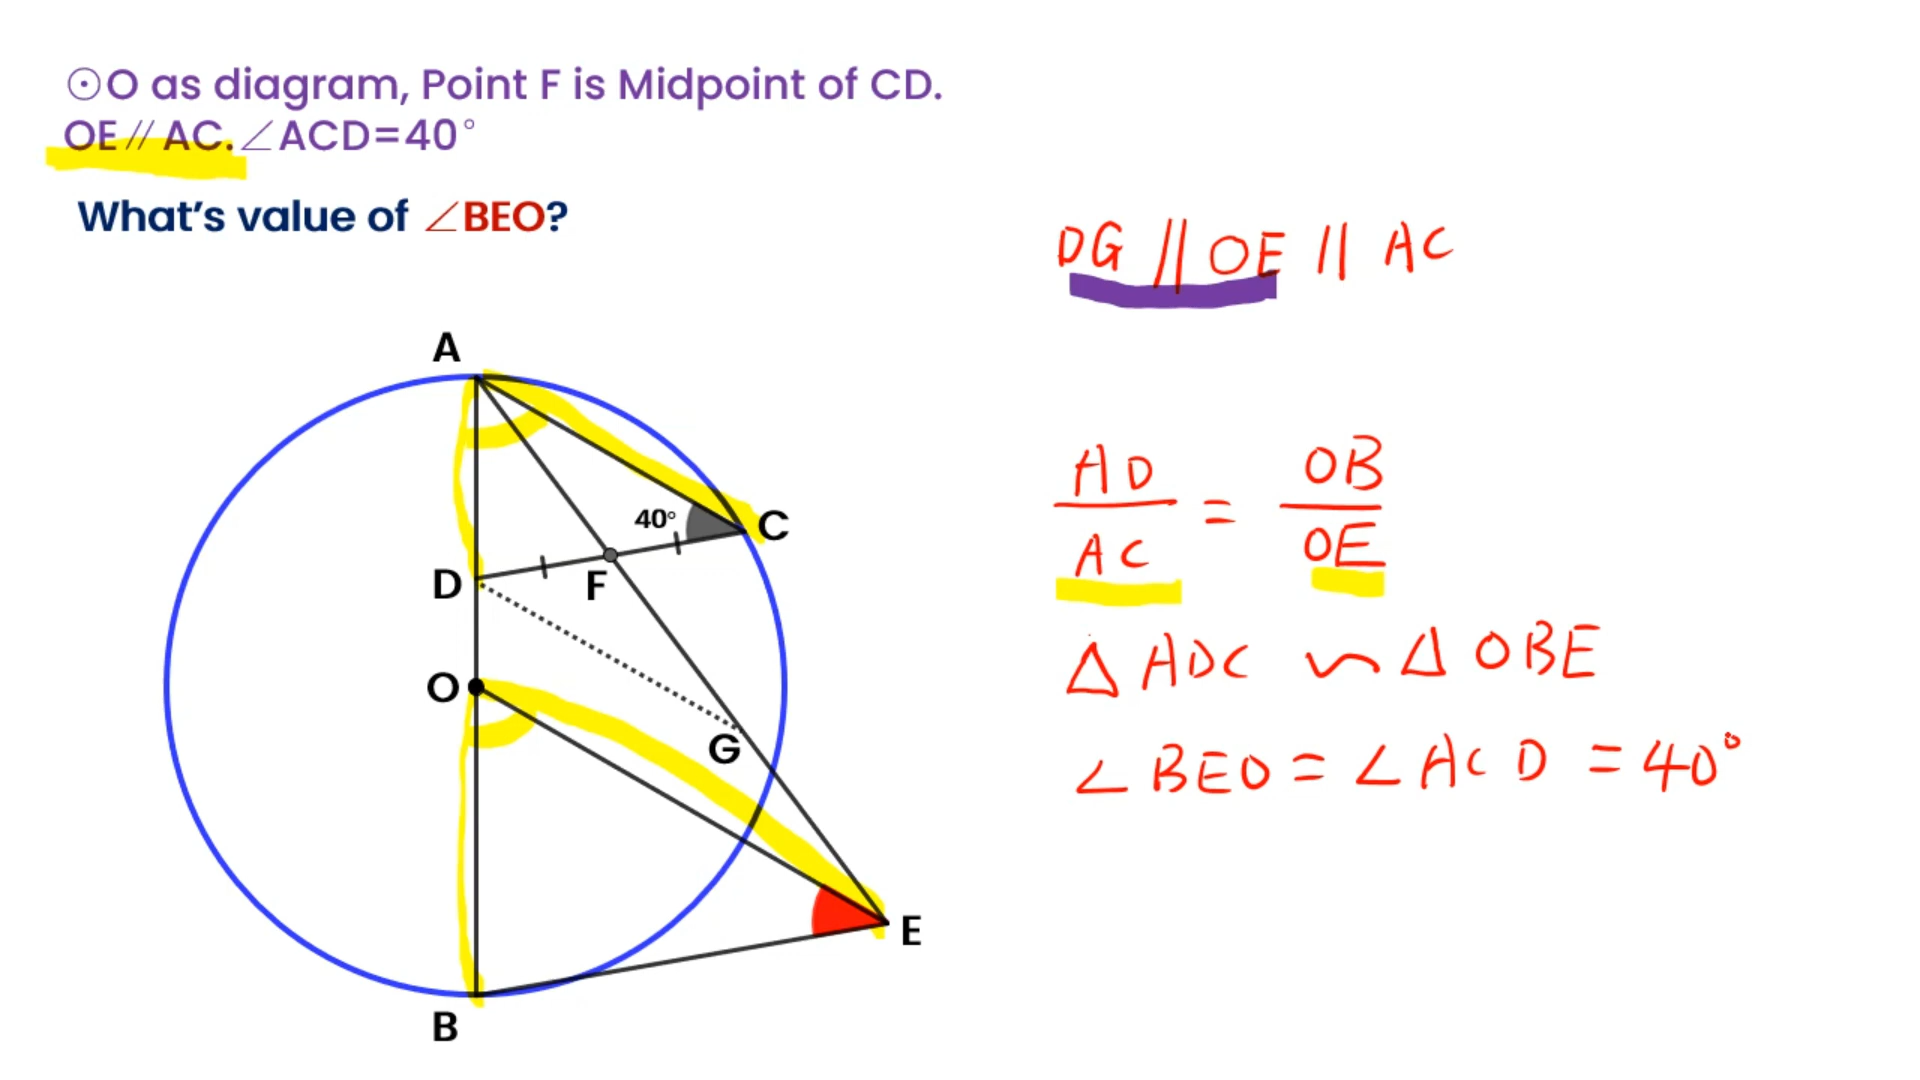 ⊙O as diagram, Point F is Midpoint of CD.
OE∥AC.∠ACD=40°
What's value of ∠BEO?
DG ∥ OE ∥ AC
AD/AC = OB/OE
△ADC ∽ △OBE
∠BEO = ∠ACD = 40°
A
40°
C
D
F
O
G
E
B